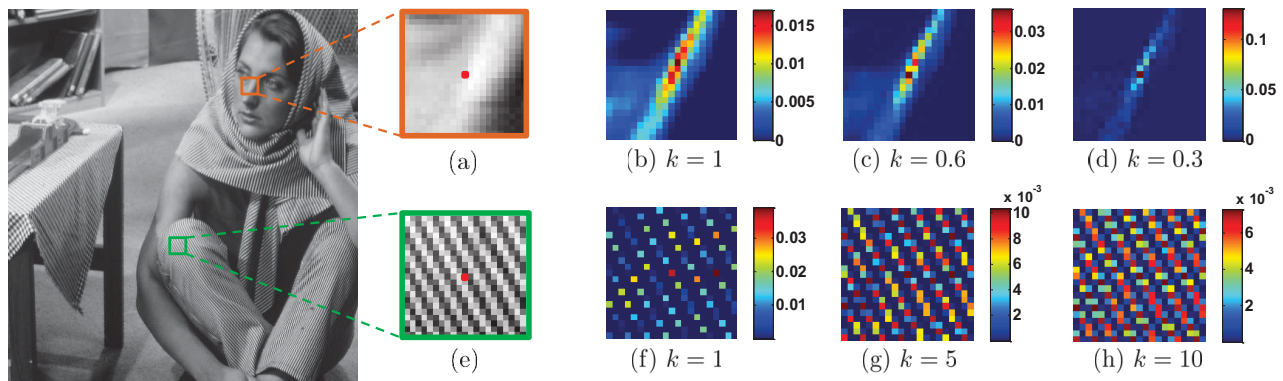 0.015
0.01
0.005
0
0.03
0.02
0.01
0
0.1
0.05
0
(a)
(b) k = 1
(c) k = 0.6
(d) k = 0.3
0.03
0.02
0.01
x 10⁻³
10
8
6
4
2
x 10⁻³
6
4
2
(e)
(f) k = 1
(g) k = 5
(h) k = 10